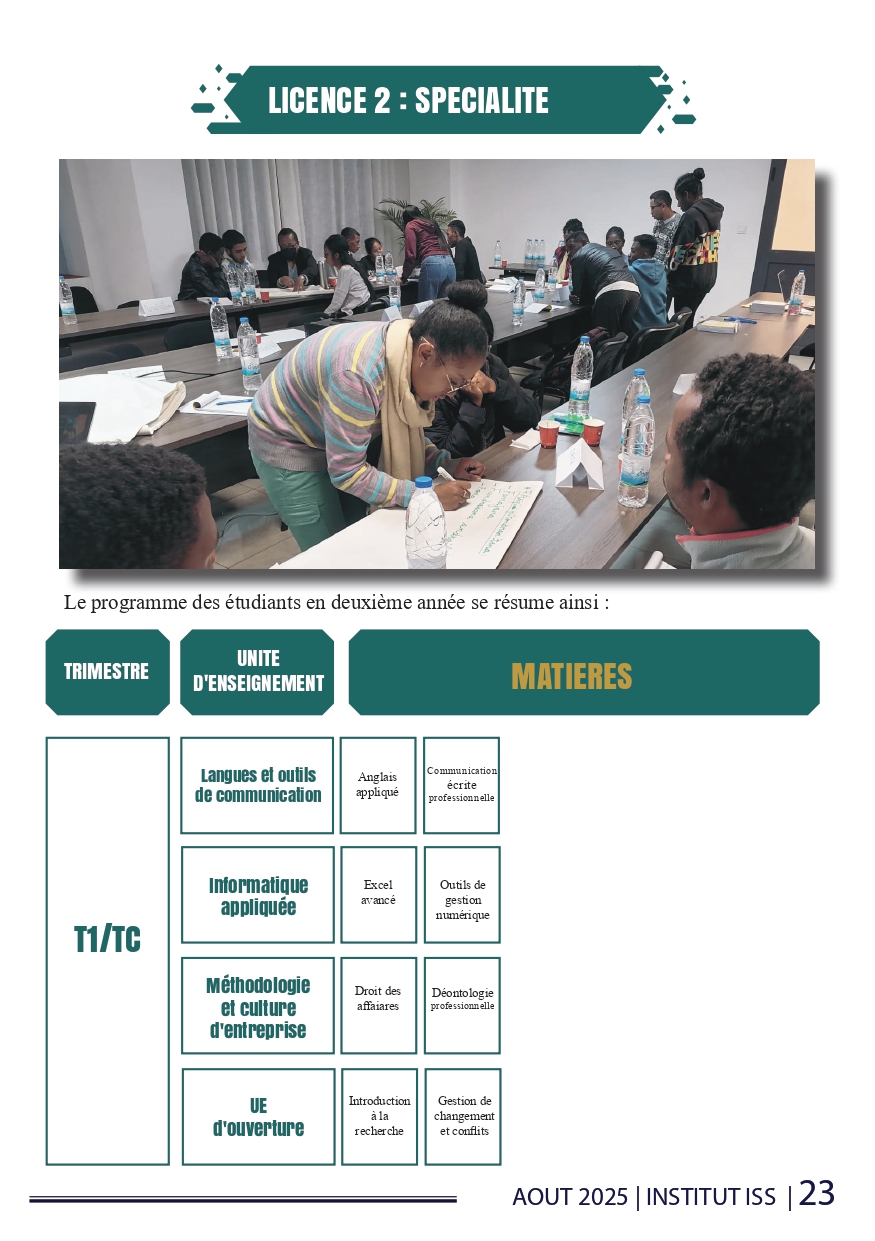 LICENCE 2 : SPECIALITE
Le programme des étudiants en deuxième année se résume ainsi :
TRIMESTRE
UNITE
D'ENSEIGNEMENT
MATIERES
T1/TC
Langues et outils
de communication
Anglais
appliqué
Communication
écrite
professionnelle
Informatique
appliquée
Excel
avancé
Outils de
gestion
numérique
Méthodologie
et culture
d'entreprise
Droit des
affaiares
Déontologie
professionnelle
UE
d'ouverture
Introduction
à la
recherche
Gestion de
changement
et conflits
AOUT 2025 | INSTITUT ISS | 23